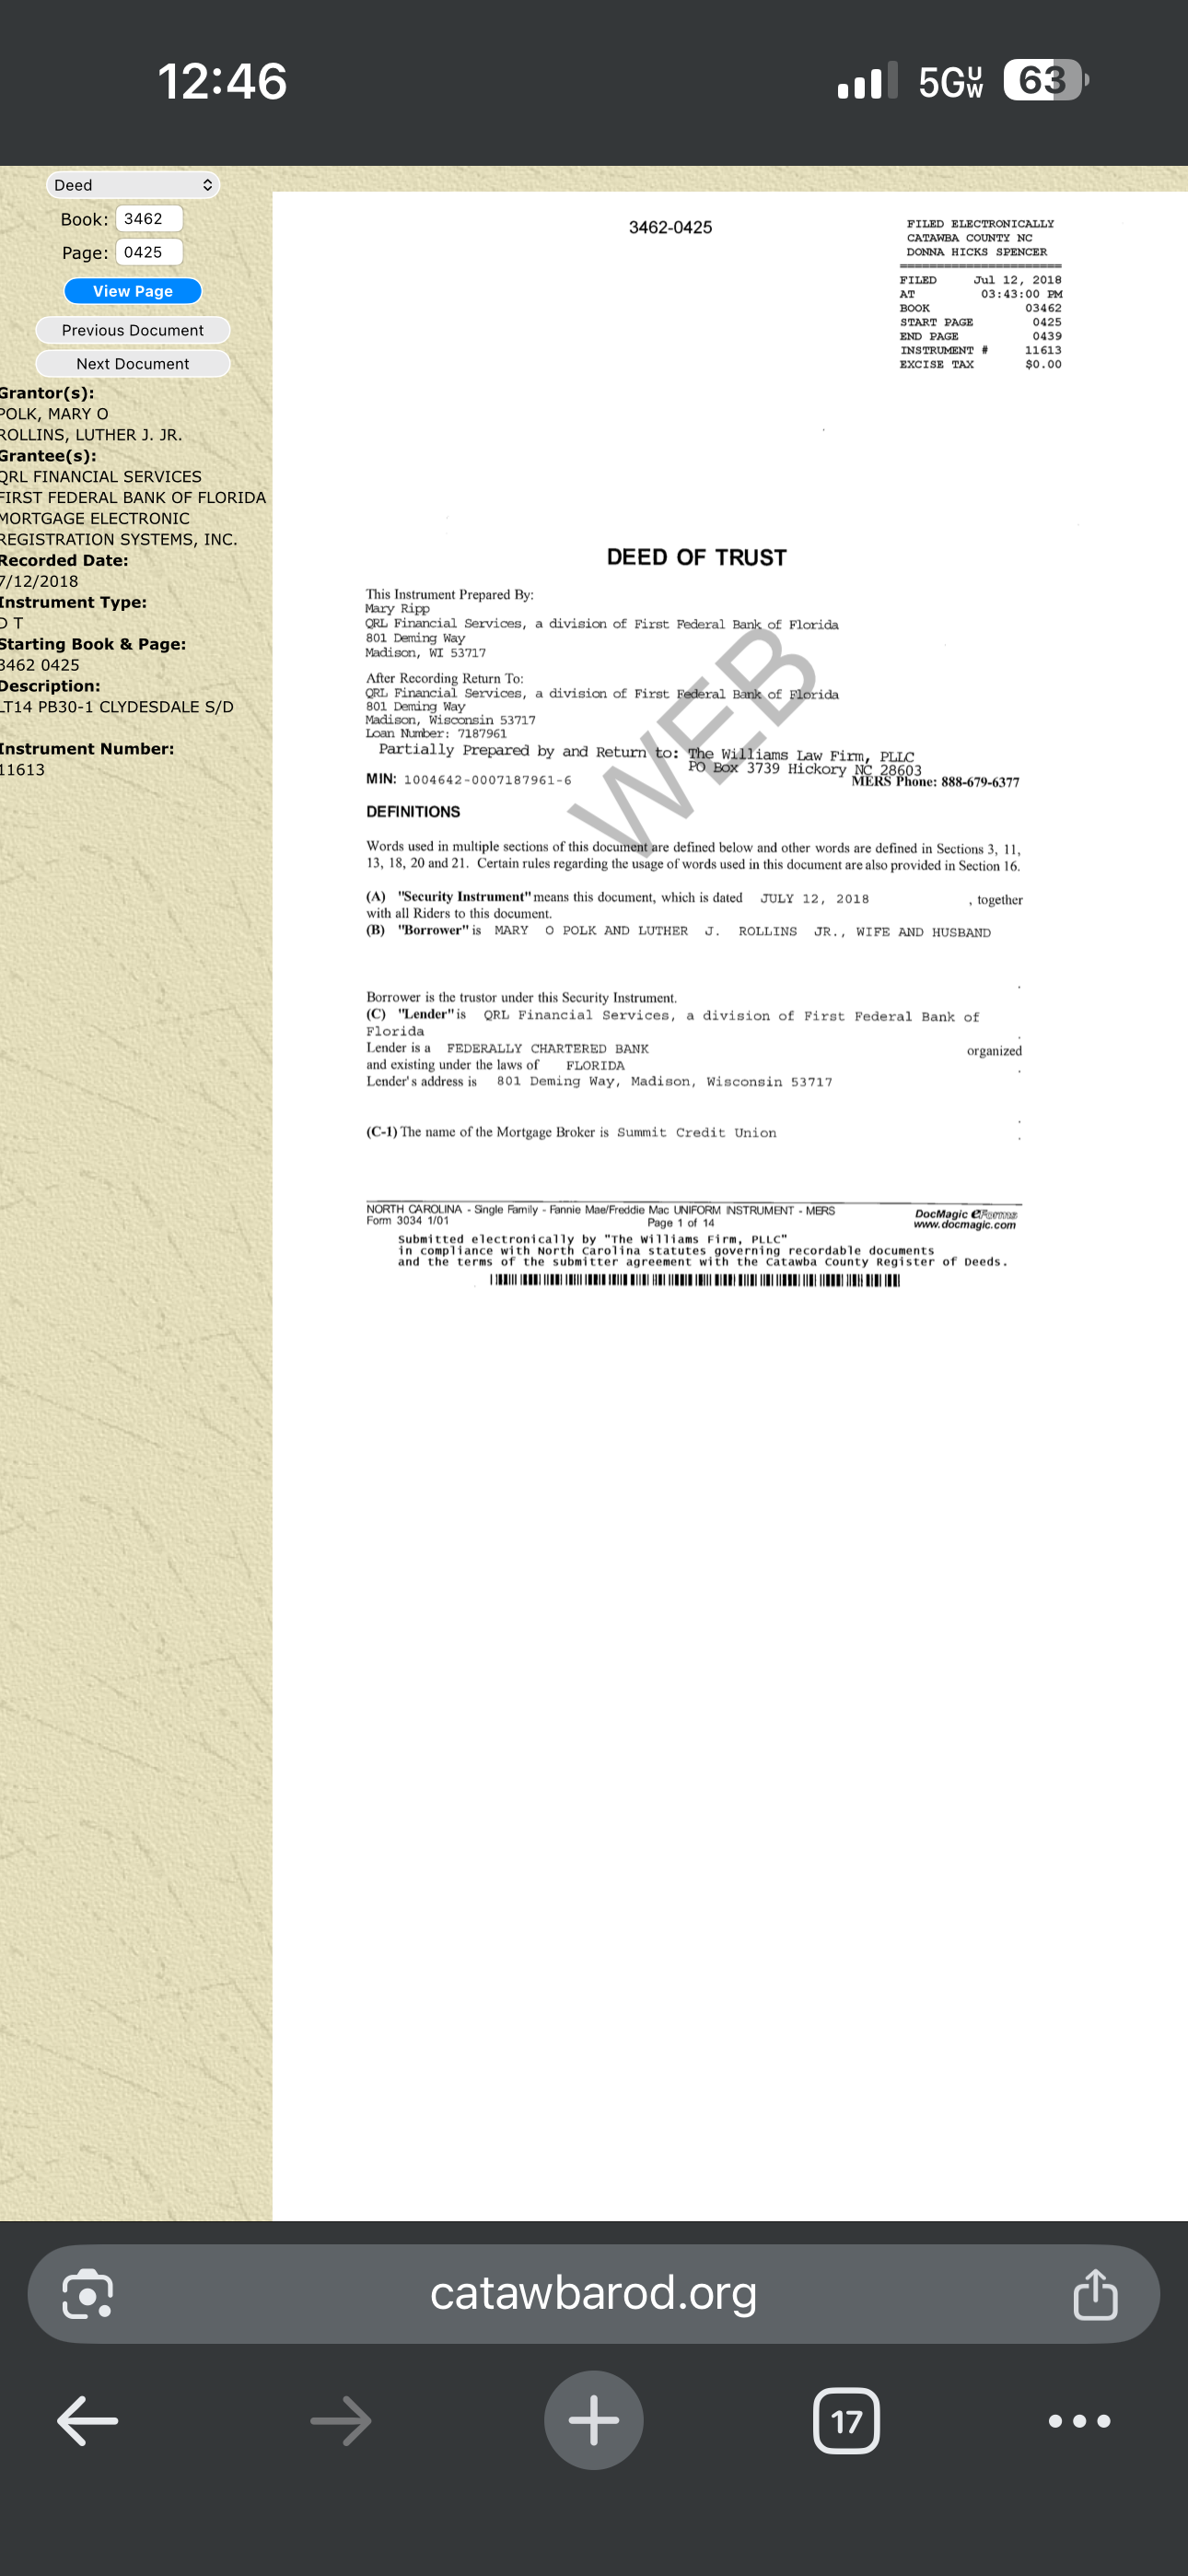 12:46
5G UW 63
Deed
Book: 3462
Page: 0425
View Page
Previous Document
Next Document
Grantor(s):
POLK, MARY O
ROLLINS, LUTHER J. JR.
Grantee(s):
QRL FINANCIAL SERVICES
FIRST FEDERAL BANK OF FLORIDA
MORTGAGE ELECTRONIC
REGISTRATION SYSTEMS, INC.
Recorded Date:
7/12/2018
Instrument Type:
D T
Starting Book & Page:
3462 0425
Description:
LT14 PB30-1 CLYDESDALE S/D
Instrument Number:
11613
3462-0425
FILED ELECTRONICALLY
CATAWBA COUNTY NC
DONNA HICKS SPENCER
FILED Jul 12, 2018
AT 03:43:00 PM
BOOK 03462
START PAGE 0425
END PAGE 0439
INSTRUMENT # 11613
EXCISE TAX $0.00
DEED OF TRUST
This Instrument Prepared By:
Mary Ripp
QRL Financial Services, a division of First Federal Bank of Florida
801 Deming Way
Madison, WI 53717
After Recording Return To:
QRL Financial Services, a division of First Federal Bank of Florida
801 Deming Way
Madison, Wisconsin 53717
Loan Number: 7187961
Partially Prepared by and Return to: The Williams Law Firm, PLLC
PO Box 3739 Hickory NC 28603
MIN: 1004642-0007187961-6 MERS Phone: 888-679-6377
WEB
DEFINITIONS
Words used in multiple sections of this document are defined below and other words are defined in Sections 3, 11,
13, 18, 20 and 21. Certain rules regarding the usage of words used in this document are also provided in Section 16.
(A) "Security Instrument" means this document, which is dated JULY 12, 2018 , together
with all Riders to this document.
(B) "Borrower" is MARY O POLK AND LUTHER J. ROLLINS JR., WIFE AND HUSBAND
.
Borrower is the trustor under this Security Instrument.
(C) "Lender" is QRL Financial Services, a division of First Federal Bank of
Florida .
Lender is a FEDERALLY CHARTERED BANK organized
and existing under the laws of FLORIDA .
Lender's address is 801 Deming Way, Madison, Wisconsin 53717
.
(C-1) The name of the Mortgage Broker is Summit Credit Union .
NORTH CAROLINA - Single Family - Fannie Mae/Freddie Mac UNIFORM INSTRUMENT - MERS
Form 3034 1/01 Page 1 of 14
DocMagic eForms
www.docmagic.com
Submitted electronically by "The Williams Firm, PLLC"
in compliance with North Carolina statutes governing recordable documents
and the terms of the submitter agreement with the Catawba County Register of Deeds.
catawbarod.org
17